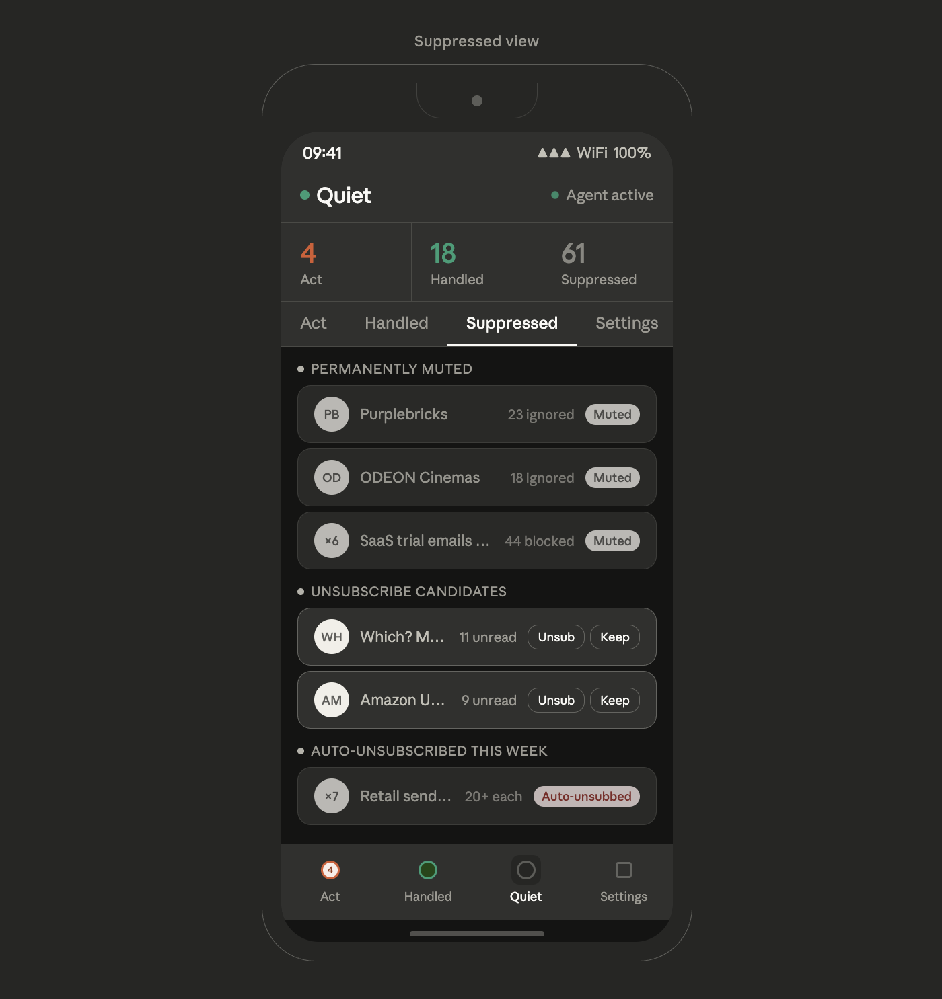 Suppressed view
09:41
▲▲▲ WiFi 100%
Quiet
Agent active
4
Act
18
Handled
61
Suppressed
Act
Handled
Suppressed
Settings
PERMANENTLY MUTED
PB Purplebricks 23 ignored Muted
OD ODEON Cinemas 18 ignored Muted
×6 SaaS trial emails ... 44 blocked Muted
UNSUBSCRIBE CANDIDATES
WH Which? M... 11 unread Unsub Keep
AM Amazon U... 9 unread Unsub Keep
AUTO-UNSUBSCRIBED THIS WEEK
×7 Retail send... 20+ each Auto-unsubbed
4
Act
Handled
Quiet
Settings